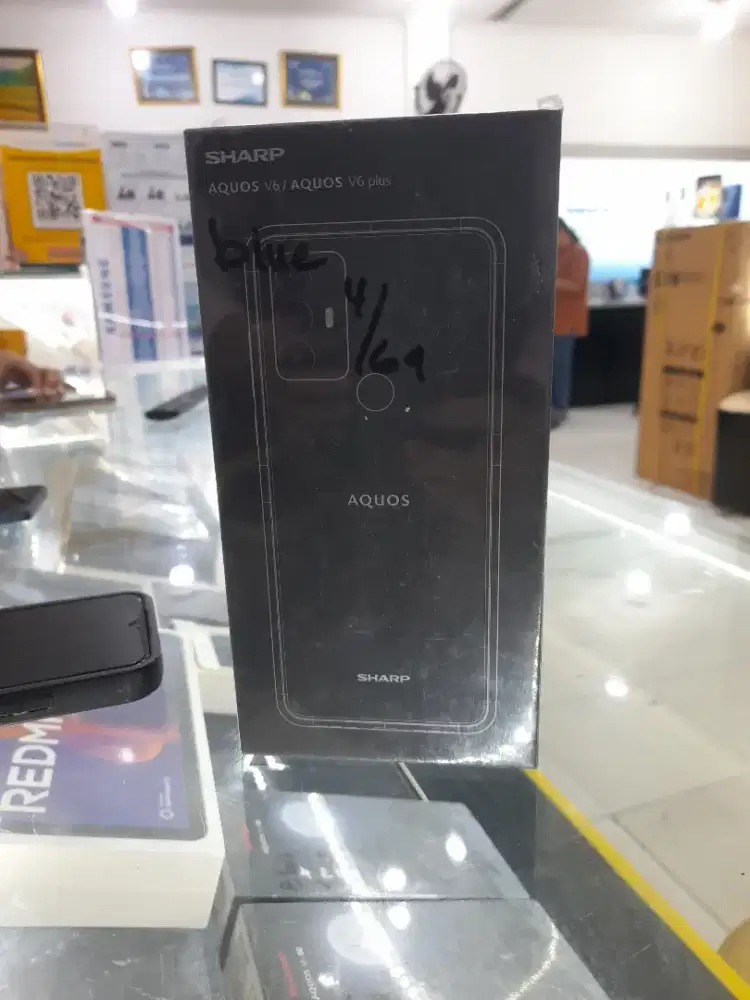 SHARP
AQUOS V6 / AQUOS V6 plus
blue
4/64
AQUOS
SHARP
REDMI